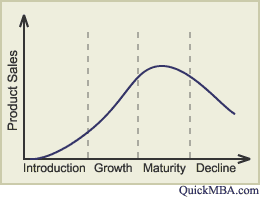 Product Sales
Introduction Growth Maturity Decline
QuickMBA.com